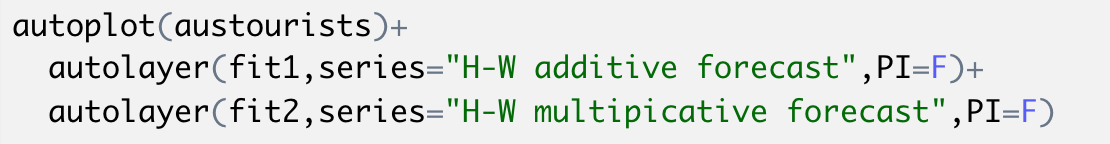 autoplot(austourists)+
autolayer(fit1,series="H-W additive forecast",PI=F)+
autolayer(fit2,series="H-W multipicative forecast",PI=F)